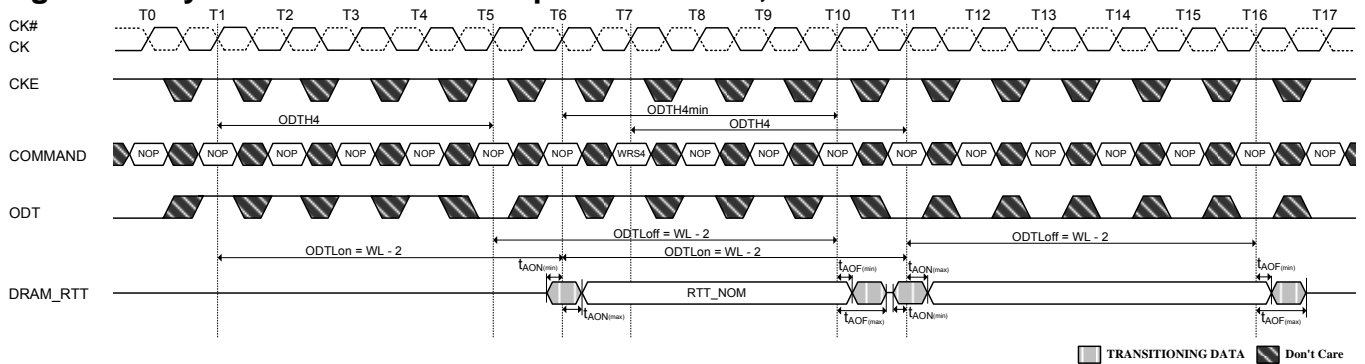 T0 T1 T2 T3 T4 T5 T6 T7 T8 T9 T10 T11 T12 T13 T14 T15 T16 T17
CK#
CK
CKE
ODTH4 ODTH4min
ODTH4
COMMAND NOP NOP NOP NOP NOP NOP NOP WRS4 NOP NOP NOP NOP NOP NOP NOP NOP NOP NOP
ODT
ODTLoff = WL - 2 ODTLoff = WL - 2
ODTLon = WL - 2 ODTLon = WL - 2
tAON(min) tAOF(min) tAON(max) tAOF(min)
DRAM_RTT RTT_NOM
tAON(max) tAOF(max) tAON(min) tAOF(max)
TRANSITIONING DATA Don't Care